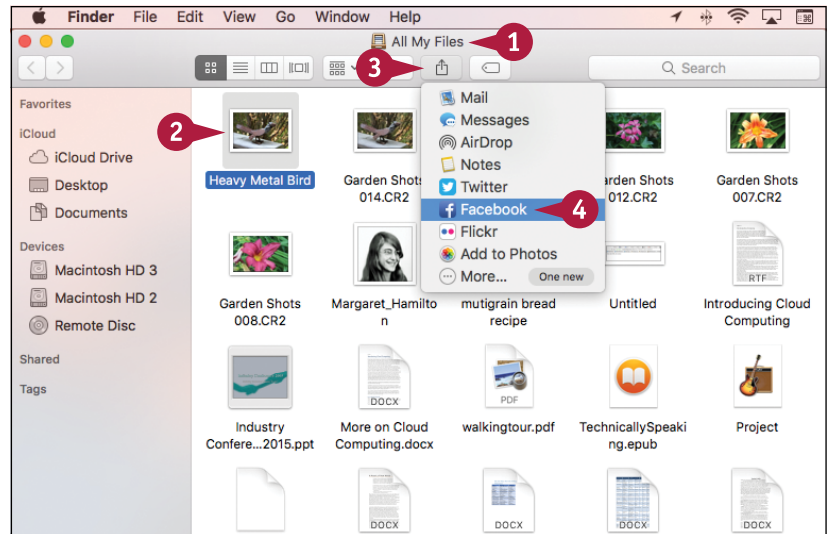 Finder File Edit View Go Window Help
All My Files
1
3
Search
Favorites
iCloud
iCloud Drive
Desktop
Documents
Devices
Macintosh HD 3
Macintosh HD 2
Remote Disc
Shared
Tags
2
Mail
Messages
AirDrop
Notes
Twitter
Facebook
4
Flickr
Add to Photos
More... One new
Heavy Metal Bird
Garden Shots
014.CR2
arden Shots
012.CR2
Garden Shots
007.CR2
RTF
Garden Shots
008.CR2
Margaret_Hamilto
n
mutigrain bread
recipe
Untitled
Introducing Cloud
Computing
DOCX
PDF
Industry
Confere...2015.ppt
More on Cloud
Computing.docx
walkingtour.pdf
TechnicallySpeaki
ng.epub
Project
DOCX
DOCX
DOCX
DOCX